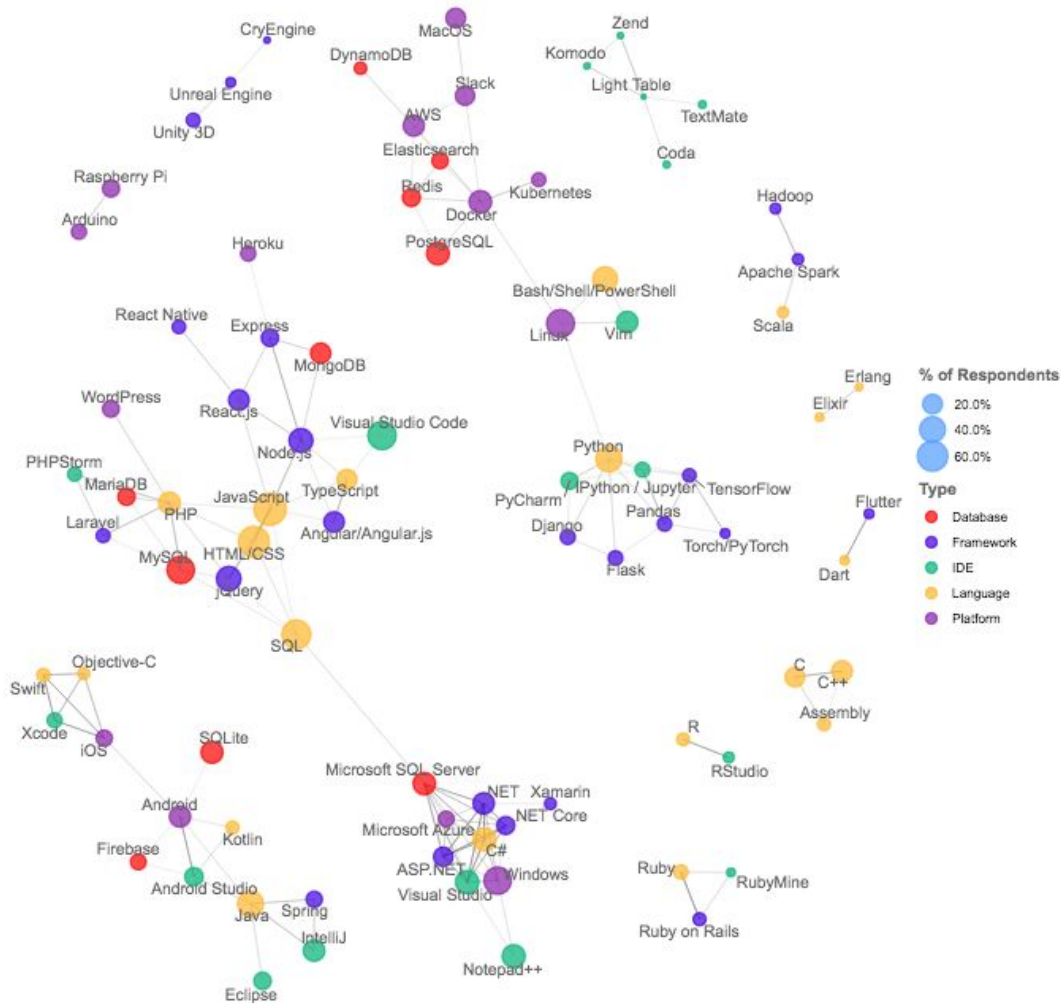 CryEngine
Unreal Engine
Unity 3D
MacOS
DynamoDB
Slack
AWS
Elasticsearch
Redis
Kubernetes
Docker
PostgreSQL
Zend
Komodo
Light Table
TextMate
Coda
Raspberry Pi
Arduino
Hadoop
Apache Spark
Scala
Heroku
Bash/Shell/PowerShell
Linux
Vim
React Native
Express
MongoDB
WordPress
React.js
Visual Studio Code
Node.js
PHPStorm
MariaDB
JavaScript
TypeScript
PHP
Laravel
Angular/Angular.js
HTML/CSS
MySQL
jQuery
SQL
Python
PyCharm
IPython / Jupyter
TensorFlow
Pandas
Django
Torch/PyTorch
Flask
Erlang
Elixir
Flutter
Dart
% of Respondents
20.0%
40.0%
60.0%
Type
Database
Framework
IDE
Language
Platform
Objective-C
Swift
Xcode
iOS
SQLite
Android
Kotlin
Firebase
Android Studio
Java
Spring
IntelliJ
Eclipse
Microsoft SQL Server
.NET
Xamarin
.NET Core
Microsoft Azure
C#
ASP.NET
Windows
Visual Studio
Notepad++
C
C++
Assembly
R
RStudio
Ruby
RubyMine
Ruby on Rails